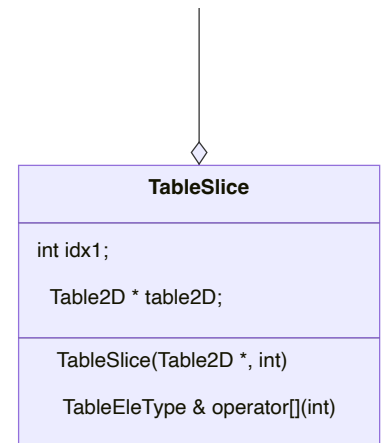 TableSlice
int idx1;
Table2D * table2D;
TableSlice(Table2D *, int)
TableEleType & operator[](int)